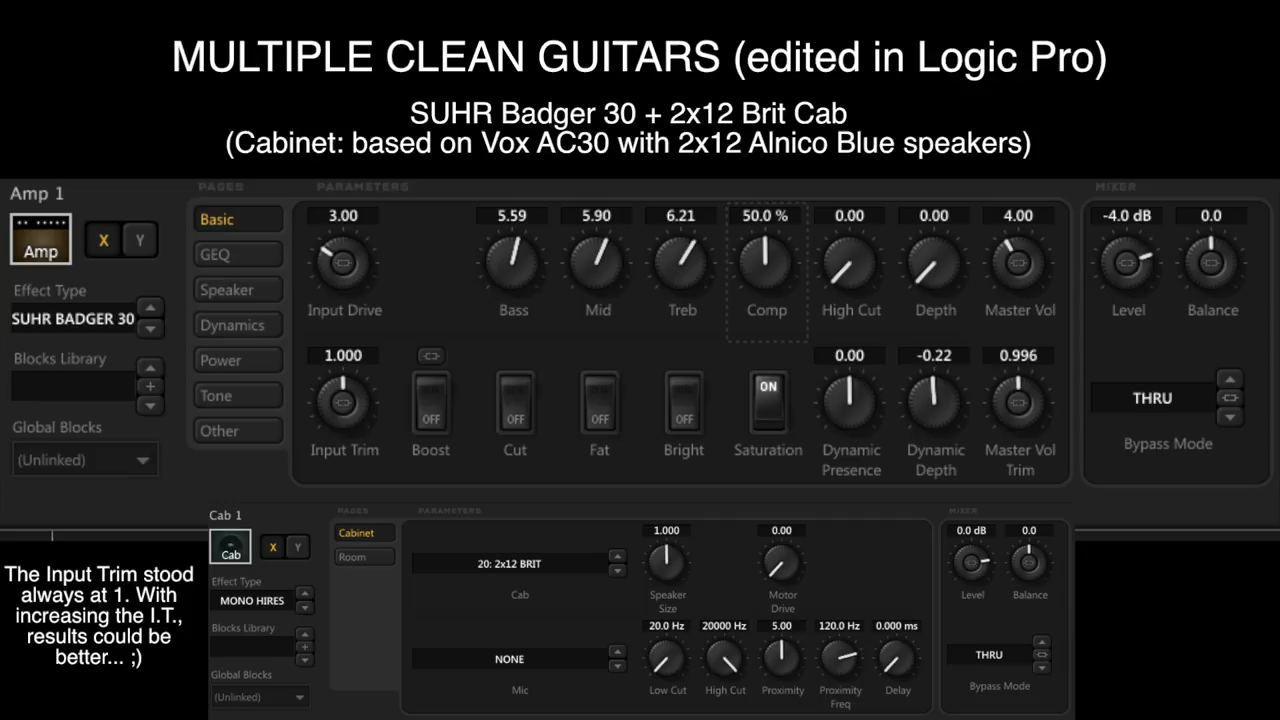 MULTIPLE CLEAN GUITARS (edited in Logic Pro)
SUHR Badger 30 + 2x12 Brit Cab
(Cabinet: based on Vox AC30 with 2x12 Alnico Blue speakers)
Amp 1
PAGES
PARAMETERS
MIXER
Amp
X
Y
Effect Type
SUHR BADGER 30
Blocks Library
Global Blocks
(Unlinked)
Basic
GEQ
Speaker
Dynamics
Power
Tone
Other
3.00
5.59
5.90
6.21
50.0 %
0.00
0.00
4.00
Input Drive
Bass
Mid
Treb
Comp
High Cut
Depth
Master Vol
1.000
0.00
-0.22
0.996
OFF
OFF
OFF
OFF
ON
Input Trim
Boost
Cut
Fat
Bright
Saturation
Dynamic
Presence
Dynamic
Depth
Master Vol
Trim
-4.0 dB
0.0
Level
Balance
THRU
Bypass Mode
The Input Trim stood
always at 1. With
increasing the I.T.,
results could be
better... ;)
Cab 1
PAGES
PARAMETERS
MIXER
Cab
X
Y
Effect Type
MONO HIRES
Blocks Library
Global Blocks
(Unlinked)
Cabinet
Room
20: 2x12 BRIT
Cab
NONE
Mic
1.000
0.00
Speaker
Size
Motor
Drive
20.0 Hz
20000 Hz
5.00
120.0 Hz
0.000 ms
Low Cut
High Cut
Proximity
Proximity
Freq
Delay
0.0 dB
0.0
Level
Balance
THRU
Bypass Mode